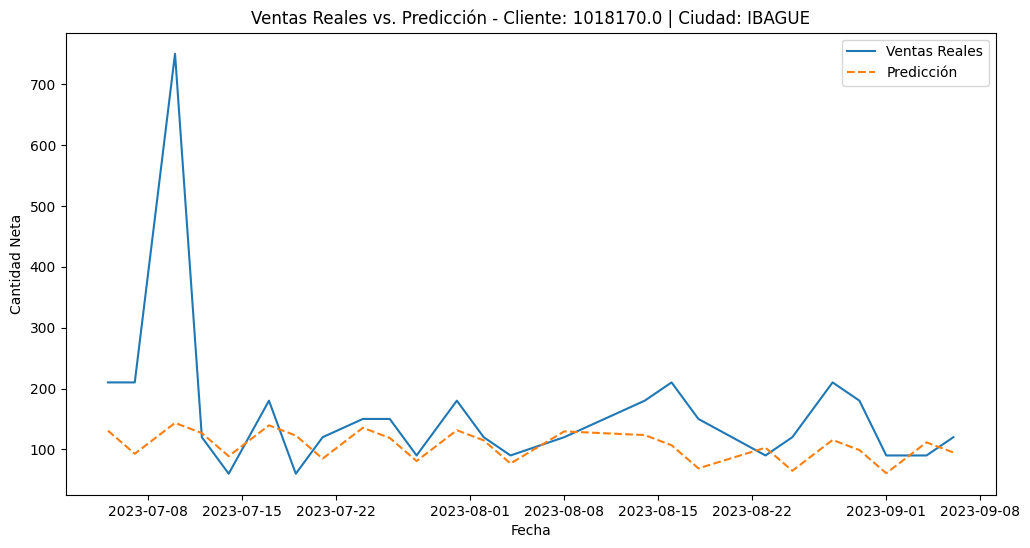 Ventas Reales vs. Predicción - Cliente: 1018170.0 | Ciudad: IBAGUE
Ventas Reales
Predicción
Cantidad Neta
700
600
500
400
300
200
100
2023-07-08 2023-07-15 2023-07-22 2023-08-01 2023-08-08 2023-08-15 2023-08-22 2023-09-01 2023-09-08
Fecha